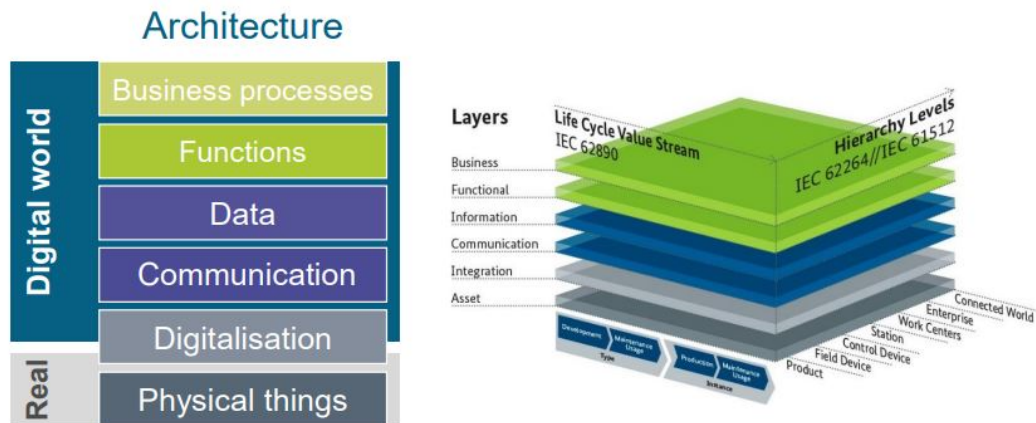 Architecture
Digital world
Business processes
Functions
Data
Communication
Digitalisation
Real
Physical things
Layers
Business
Functional
Information
Communication
Integration
Asset
Life Cycle Value Stream
IEC 62890
Hierarchy Levels
IEC 62264//IEC 61512
Connected World
Enterprise
Work Centers
Station
Control Device
Field Device
Product
Development
Maintenance
Usage
Type
Production
Maintenance
Usage
Instance